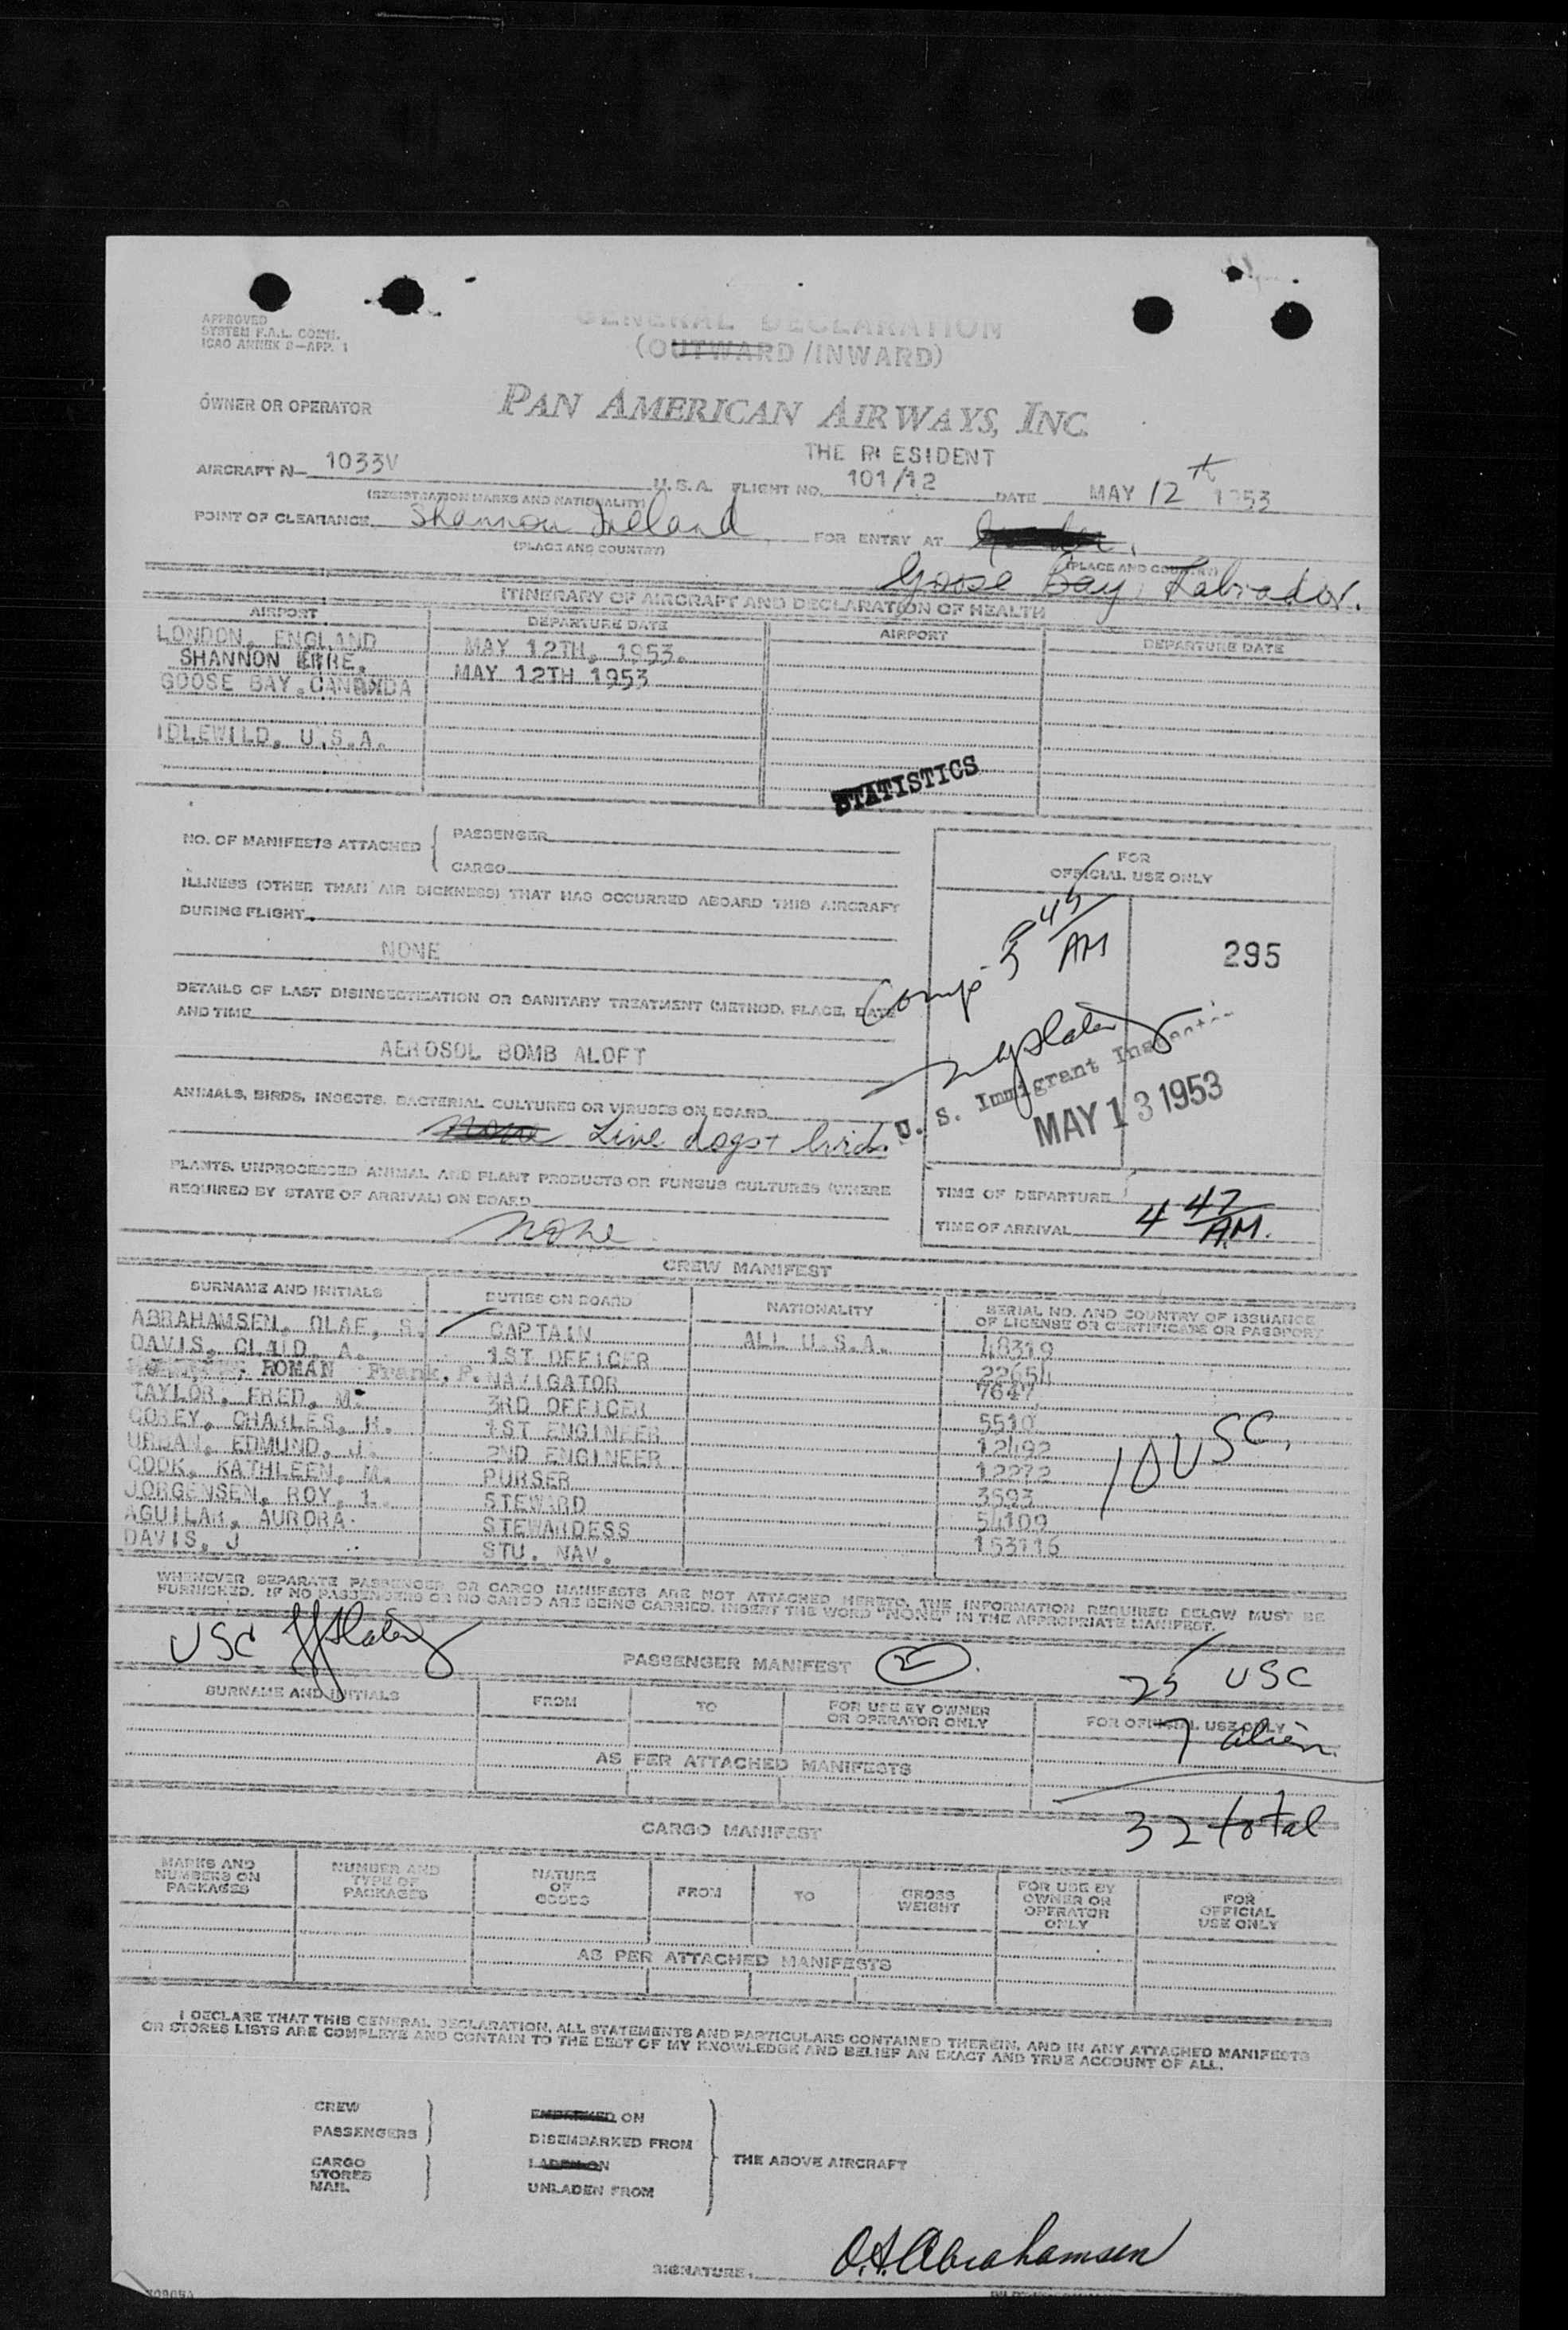 APPROVED
SYSTEM F.A.L. COMM.
ICAO ANNEX 9—APP. 1
GENERAL DECLARATION
(OUTWARD/INWARD)
OWNER OR OPERATOR PAN AMERICAN AIRWAYS, INC.
THE PRESIDENT
AIRCRAFT N— 1033V U.S.A. FLIGHT NO. 101/12 DATE MAY 12th 1953
(REGISTRATION MARKS AND NATIONALITY)
POINT OF CLEARANCE Shannon Ireland FOR ENTRY AT
(PLACE AND COUNTRY) (PLACE AND COUNTRY)
Goose Bay, Labrador.
ITINERARY OF AIRCRAFT AND DECLARATION OF HEALTH
AIRPORT DEPARTURE DATE AIRPORT DEPARTURE DATE
LONDON, ENGLAND MAY 12TH, 1953.
SHANNON EIRE. MAY 12TH 1953
GOOSE BAY, CANADA
IDLEWILD, U.S.A.
STATISTICS
NO. OF MANIFESTS ATTACHED { PASSENGER
CARGO
FOR
OFFICIAL USE ONLY
ILLNESS (OTHER THAN AIR SICKNESS) THAT HAS OCCURRED ABOARD THIS AIRCRAFT
DURING FLIGHT
NONE
Comp. 5 45/AM
295
DETAILS OF LAST DISINSECTIZATION OR SANITARY TREATMENT (METHOD, PLACE, DATE
AND TIME
AEROSOL BOMB ALOFT
U. S. Immigrant Inspector
MAY 13 1953
ANIMALS, BIRDS, INSECTS, BACTERIAL CULTURES OR VIRUSES ON BOARD
none Live dogs + birds
PLANTS, UNPROCESSED ANIMAL AND PLANT PRODUCTS OR FUNGUS CULTURES (WHERE
REQUIRED BY STATE OF ARRIVAL) ON BOARD
none
TIME OF DEPARTURE
TIME OF ARRIVAL 4 47/A.M.
CREW MANIFEST
SURNAME AND INITIALS DUTIES ON BOARD NATIONALITY SERIAL NO. AND COUNTRY OF ISSUANCE
OF LICENSE OR CERTIFICATE OR PASSPORT
ABRAHAMSEN, OLAF, S. CAPTAIN ALL U.S.A. 48319
DAVIS, CLAID, A. 1ST OFFICER 22654
ROMAN Frank, F. NAVIGATOR 7647
TAYLOR, FRED, M. 3RD OFFICER 5510
COREY, CHARLES, H. 1ST ENGINEER 12492
URBAN, EDMUND, J. 2ND ENGINEER 12272
COOK, KATHLEEN, M. PURSER 3593
JORGENSEN, ROY, I. STEWARD 54109
AGUILAR, AURORA STEWARDESS 153716
DAVIS, J STU. NAV.
10 USC,
WHENEVER SEPARATE PASSENGER OR CARGO MANIFESTS ARE NOT ATTACHED HERETO, THE INFORMATION REQUIRED BELOW MUST BE
FURNISHED. IF NO PASSENGERS OR NO CARGO ARE BEING CARRIED, INSERT THE WORD "NONE" IN THE APPROPRIATE MANIFEST.
USC
PASSENGER MANIFEST
25 USC
SURNAME AND INITIALS FROM TO FOR USE BY OWNER
OR OPERATOR ONLY FOR OFFICIAL USE ONLY
7 alien
AS PER ATTACHED MANIFESTS
32 total
CARGO MANIFEST
MARKS AND
NUMBERS ON
PACKAGES NUMBER AND
TYPE OF
PACKAGES NATURE
OF
GOODS FROM TO GROSS
WEIGHT FOR USE BY
OWNER OR
OPERATOR
ONLY FOR
OFFICIAL
USE ONLY
AS PER ATTACHED MANIFESTS
I DECLARE THAT THIS GENERAL DECLARATION, ALL STATEMENTS AND PARTICULARS CONTAINED THEREIN, AND IN ANY ATTACHED MANIFESTS
OR STORES LISTS ARE COMPLETE AND CONTAIN TO THE BEST OF MY KNOWLEDGE AND BELIEF AN EXACT AND TRUE ACCOUNT OF ALL.
CREW
PASSENGERS
EMBARKED ON
DISEMBARKED FROM
CARGO
STORES
MAIL
LADEN ON
UNLADEN FROM
THE ABOVE AIRCRAFT
SIGNATURE. O.S. Abrahamsen